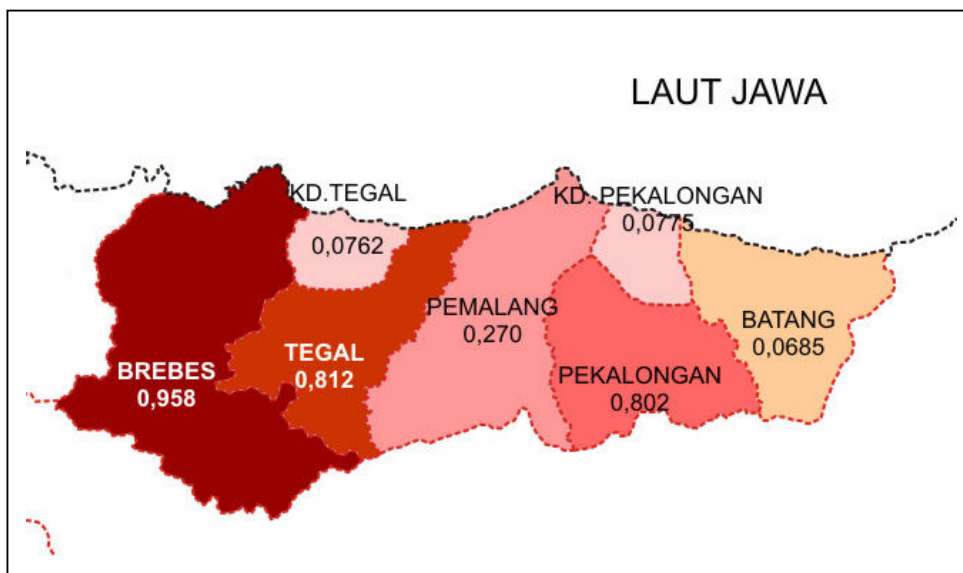 LAUT JAWA
KD.TEGAL
0,0762
KD. PEKALONGAN
0,0775
PEMALANG
0,270
BATANG
0,0685
TEGAL
0,812
BREBES
0,958
PEKALONGAN
0,802